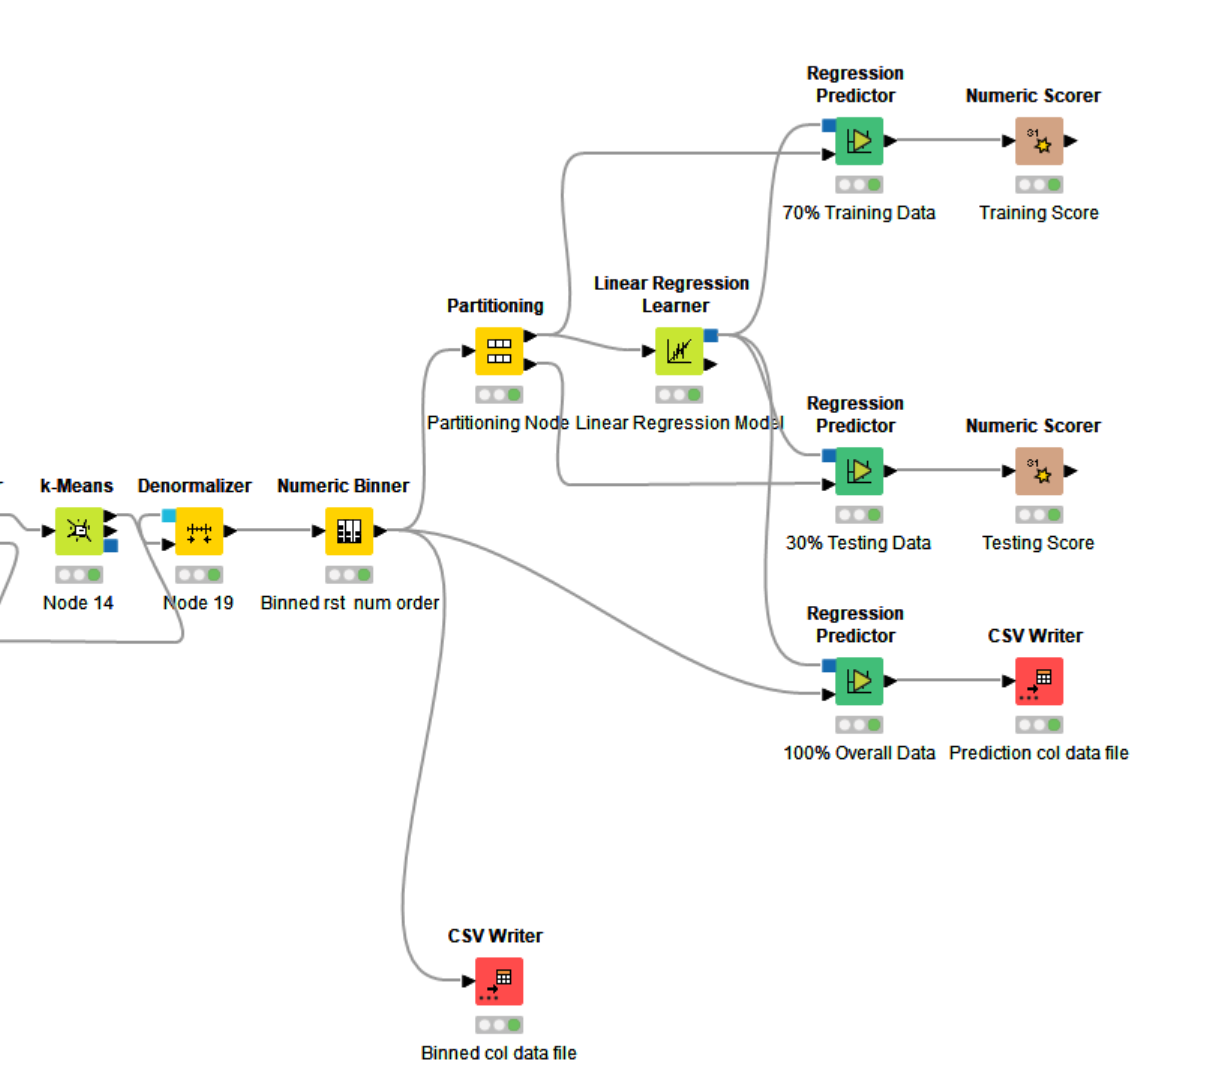 Regression
Predictor
Numeric Scorer
70% Training Data
Training Score
Linear Regression
Learner
Partitioning
Partitioning Node
Linear Regression Model
Regression
Predictor
Numeric Scorer
30% Testing Data
Testing Score
k-Means
Denormalizer
Numeric Binner
Node 14
Node 19
Binned rst num order
Regression
Predictor
CSV Writer
100% Overall Data
Prediction col data file
CSV Writer
Binned col data file